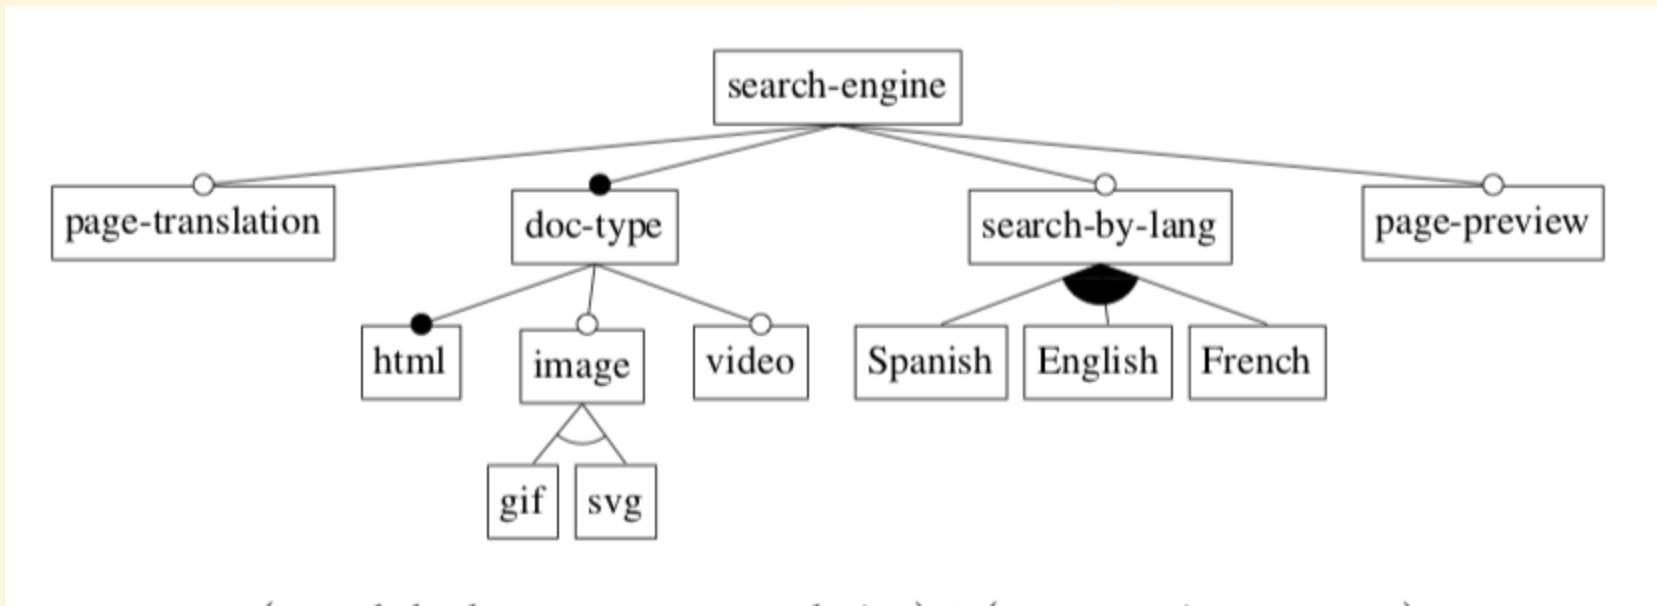 search-engine
page-translation doc-type search-by-lang page-preview
html image video Spanish English French
gif svg